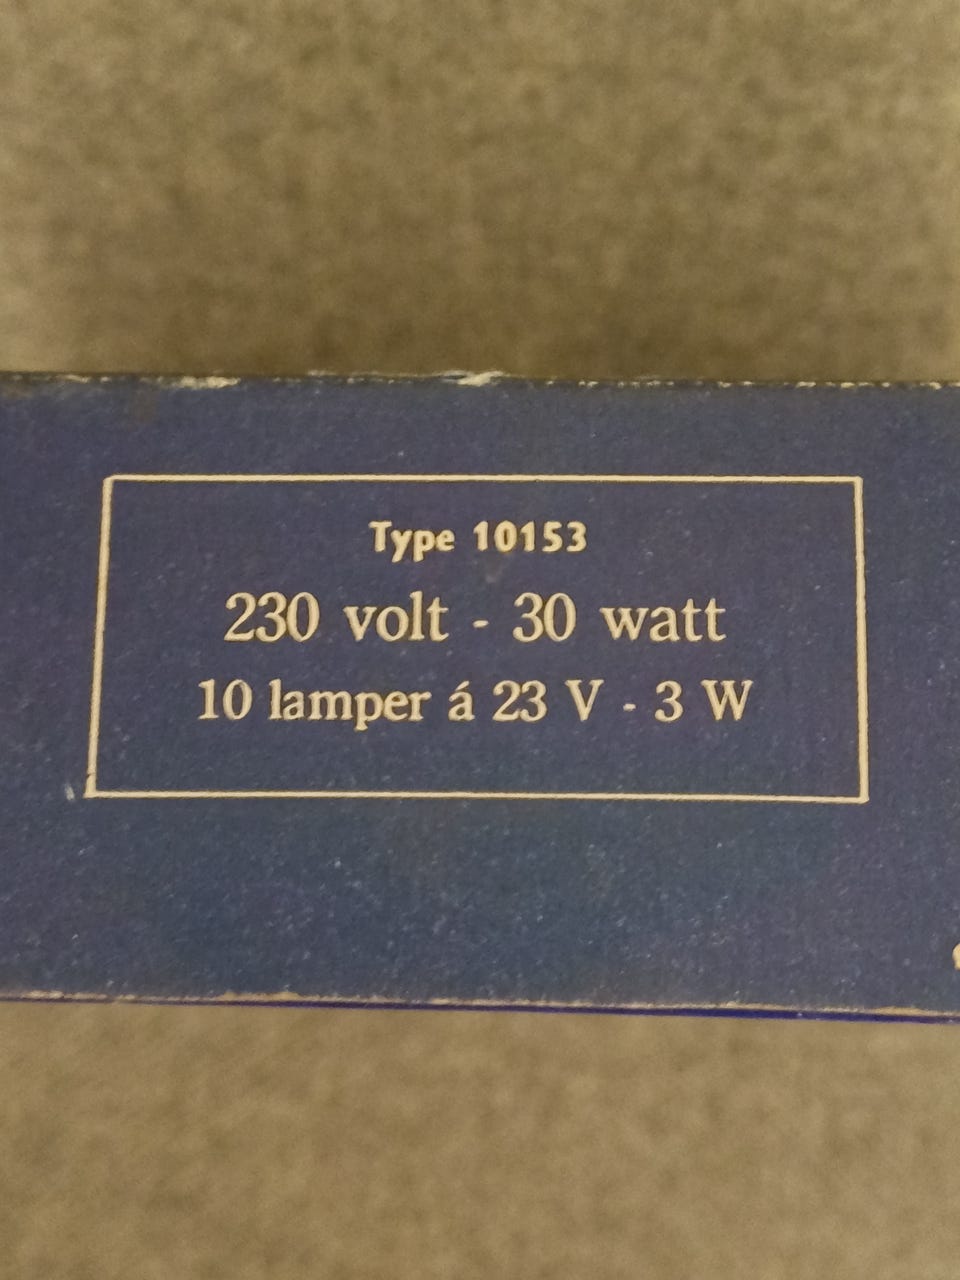 Type 10153
230 volt - 30 watt
10 lamper á 23 V - 3 W